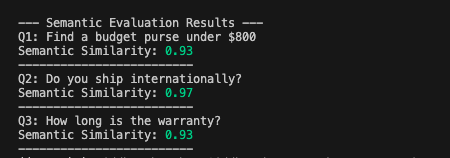 --- Semantic Evaluation Results ---
Q1: Find a budget purse under $800
Semantic Similarity: 0.93
--------------------------
Q2: Do you ship internationally?
Semantic Similarity: 0.97
--------------------------
Q3: How long is the warranty?
Semantic Similarity: 0.93
--------------------------